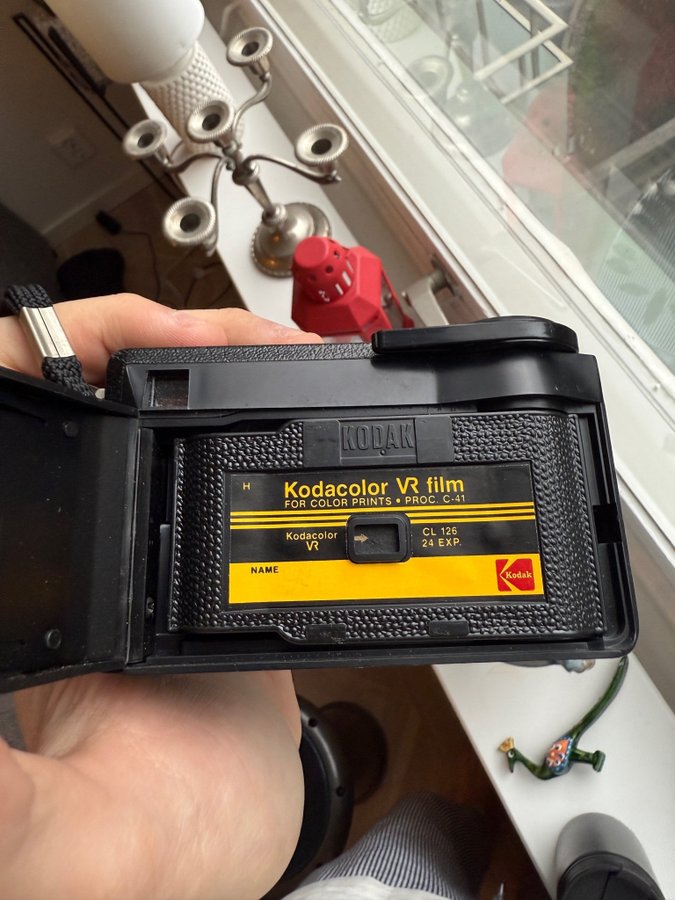 KODAK
H
Kodacolor VR film
FOR COLOR PRINTS • PROC. C-41
Kodacolor
VR
CL 126
24 EXP.
NAME
Kodak